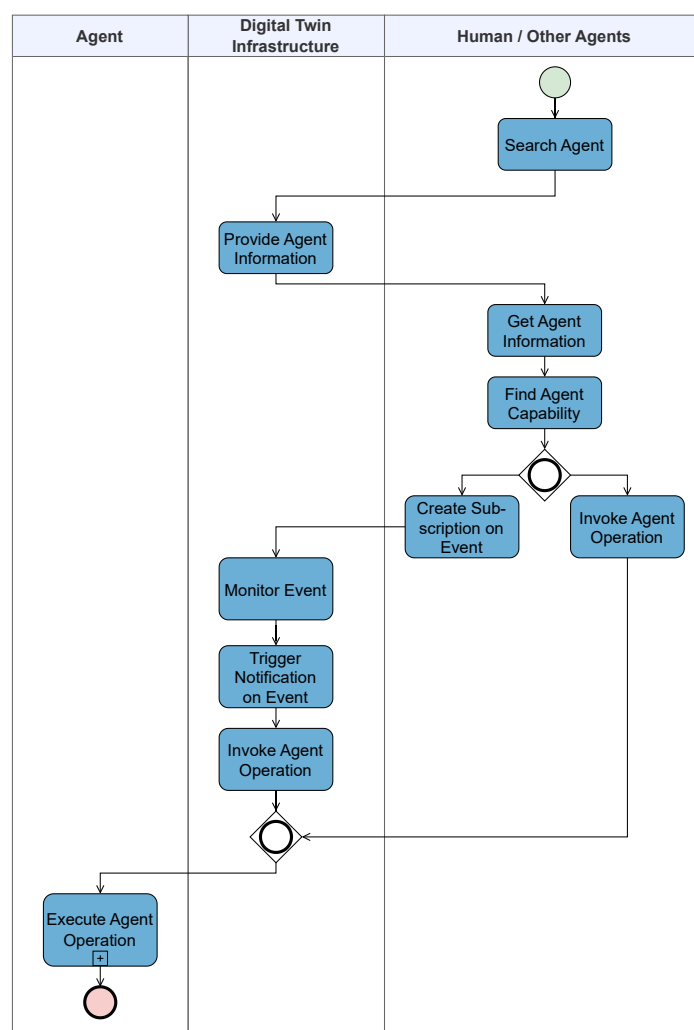 Agent
Digital Twin
Infrastructure
Human / Other Agents
Search Agent
Provide Agent
Information
Get Agent
Information
Find Agent
Capability
Create Sub-
scription on
Event
Invoke Agent
Operation
Monitor Event
Trigger
Notification
on Event
Invoke Agent
Operation
Execute Agent
Operation
+